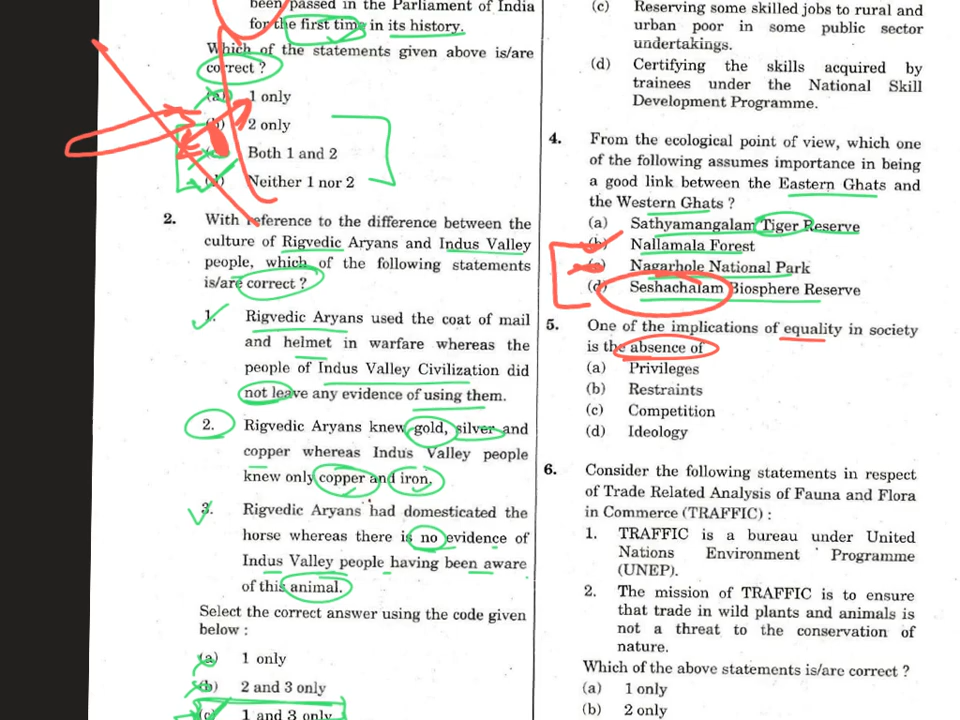 been passed in the Parliament of India
for the first time in its history.
Which of the statements given above is/are
correct ?
(a) 1 only
(b) 2 only
Both 1 and 2
(d) Neither 1 nor 2
2. With reference to the difference between the
culture of Rigvedic Aryans and Indus Valley
people, which of the following statements
is/are correct ?
1. Rigvedic Aryans used the coat of mail
and helmet in warfare whereas the
people of Indus Valley Civilization did
not leave any evidence of using them.
2. Rigvedic Aryans knew gold, silver and
copper whereas Indus Valley people
knew only copper and iron.
3. Rigvedic Aryans had domesticated the
horse whereas there is no evidence of
Indus Valley people having been aware
of this animal.
Select the correct answer using the code given
below :
(a) 1 only
(b) 2 and 3 only
(c) 1 and 3 only
(c) Reserving some skilled jobs to rural and
urban poor in some public sector
undertakings.
(d) Certifying the skills acquired by
trainees under the National Skill
Development Programme.
4. From the ecological point of view, which one
of the following assumes importance in being
a good link between the Eastern Ghats and
the Western Ghats ?
(a) Sathyamangalam Tiger Reserve
(b) Nallamala Forest
(c) Nagarhole National Park
(d) Seshachalam Biosphere Reserve
5. One of the implications of equality in society
is the absence of
(a) Privileges
(b) Restraints
(c) Competition
(d) Ideology
6. Consider the following statements in respect
of Trade Related Analysis of Fauna and Flora
in Commerce (TRAFFIC) :
1. TRAFFIC is a bureau under United
Nations Environment Programme
(UNEP).
2. The mission of TRAFFIC is to ensure
that trade in wild plants and animals is
not a threat to the conservation of
nature.
Which of the above statements is/are correct ?
(a) 1 only
(b) 2 only